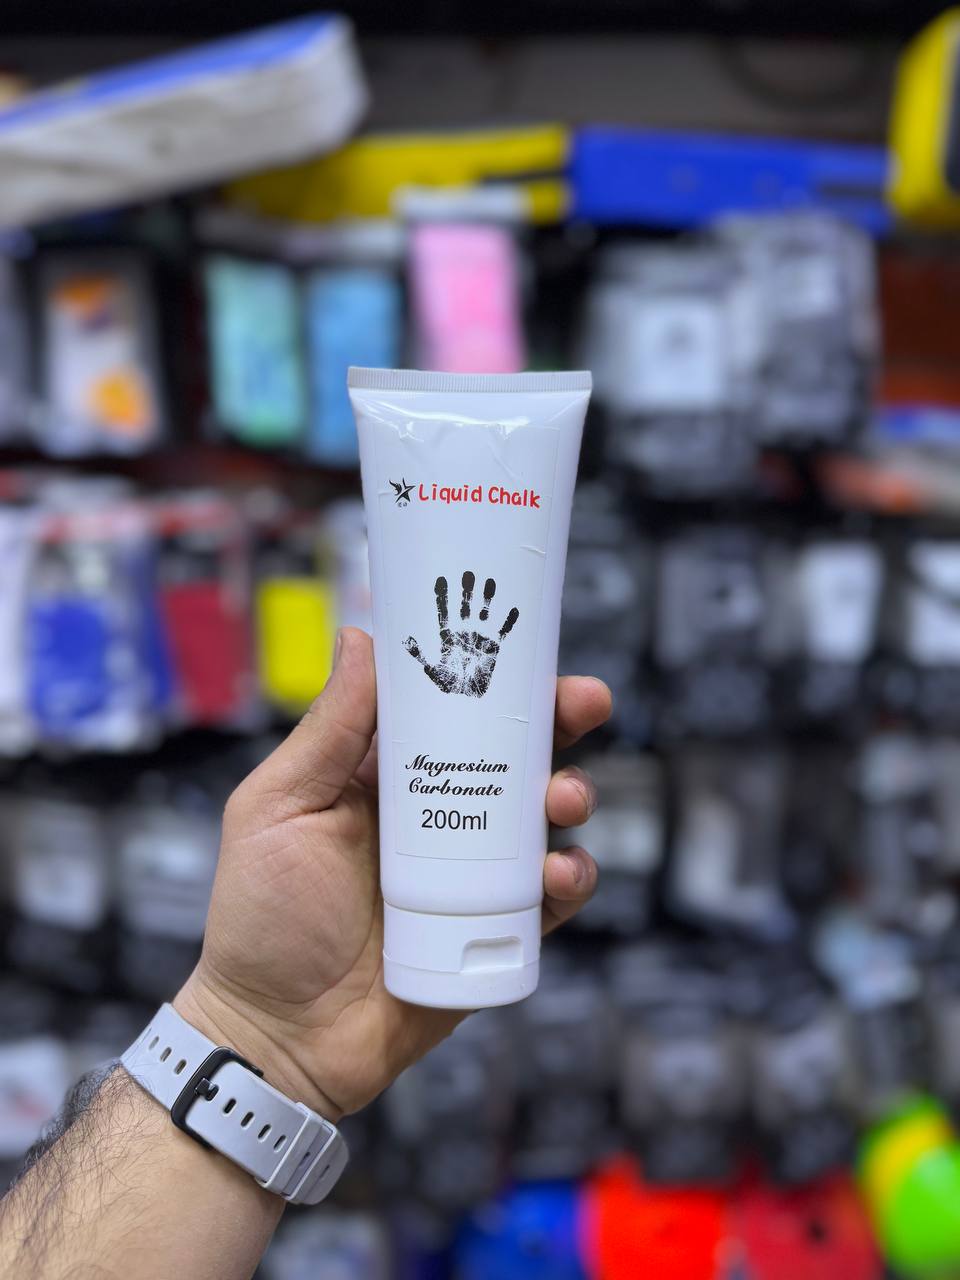 Liquid Chalk
Magnesium
Carbonate
200ml